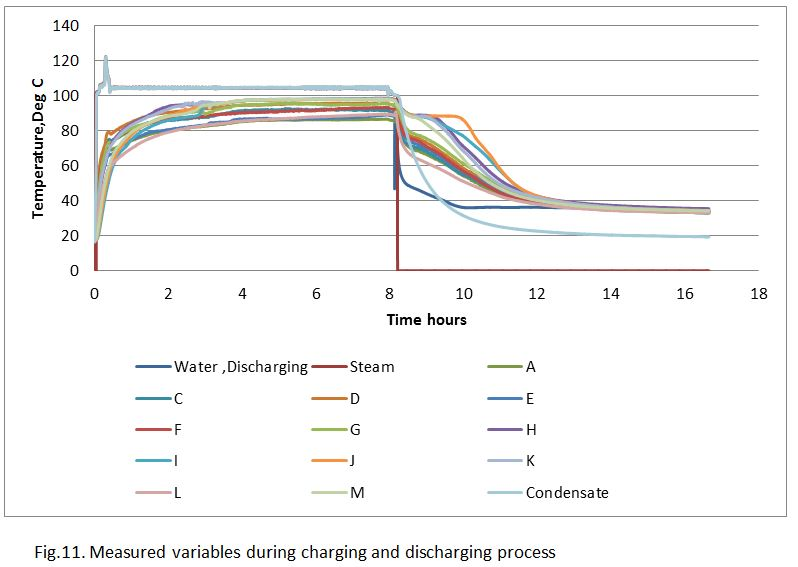 140
120
100
80
60
40
20
0
Temperature,Deg C
0 2 4 6 8 10 12 14 16 18
Time hours
Water ,Discharging Steam A
C D E
F G H
I J K
L M Condensate
Fig.11. Measured variables during charging and discharging process